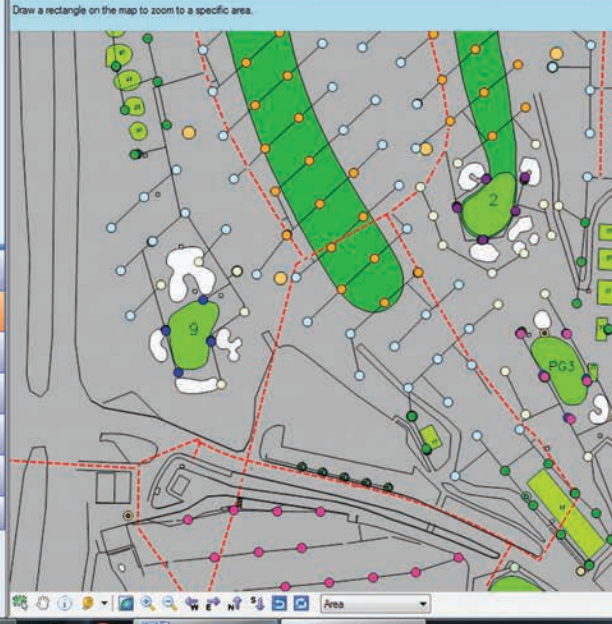 Draw a rectangle on the map to zoom to a specific area.
2
9
PG3
W
E
N
S
Area